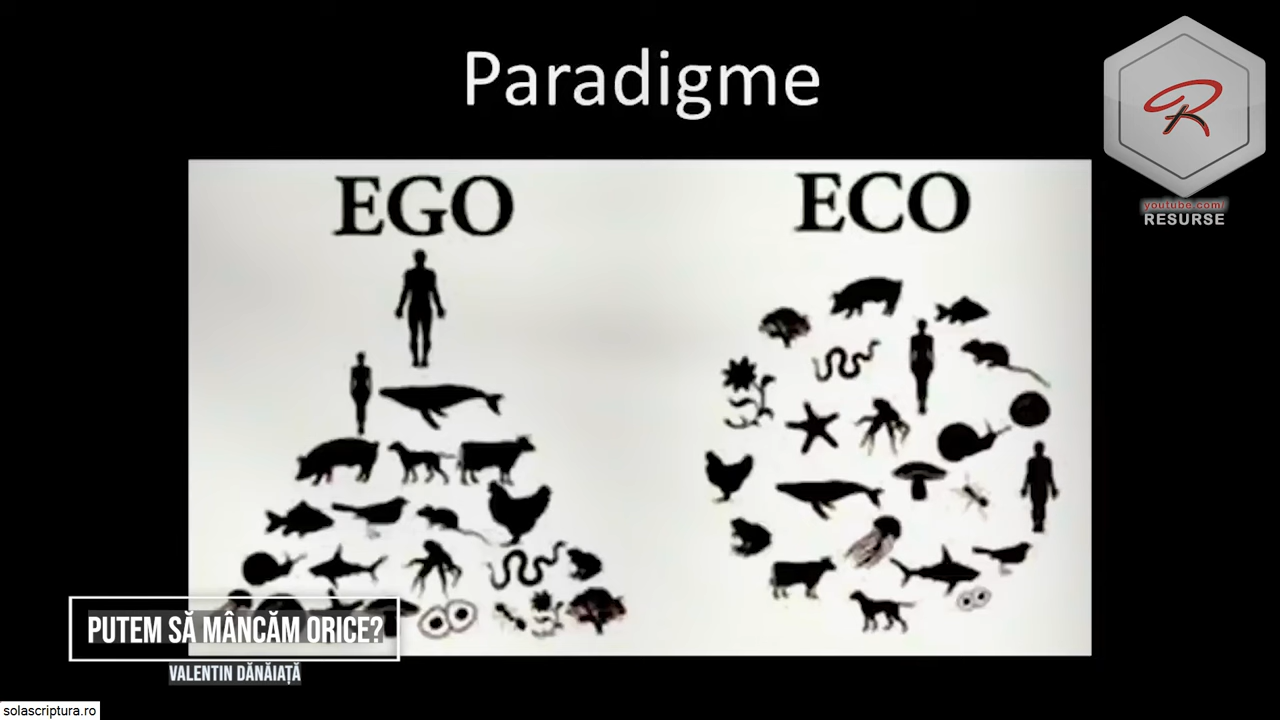 Paradigme
R
youtube.com/
RESURSE
EGO
ECO
PUTEM SĂ MÂNCĂM ORICE?
VALENTIN DĂNĂIAȚĂ
solascriptura.ro